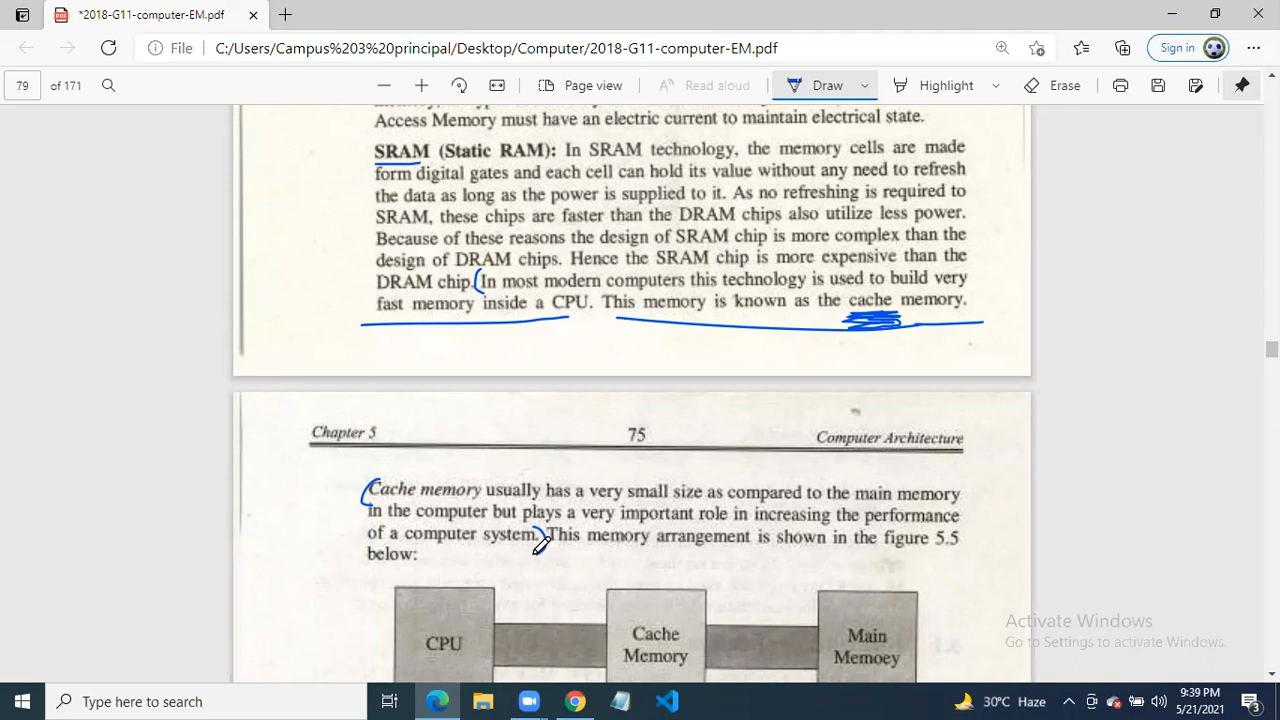 *2018-G11-computer-EM.pdf
File
C:/Users/Campus%203%20principal/Desktop/Computer/2018-G11-computer-EM.pdf
Sign in
79 of 171
Page view
Read aloud
Draw
Highlight
Erase
Access Memory must have an electric current to maintain electrical state.
SRAM (Static RAM): In SRAM technology, the memory cells are made
form digital gates and each cell can hold its value without any need to refresh
the data as long as the power is supplied to it. As no refreshing is required to
SRAM, these chips are faster than the DRAM chips also utilize less power.
Because of these reasons the design of SRAM chip is more complex than the
design of DRAM chips. Hence the SRAM chip is more expensive than the
DRAM chip. In most modern computers this technology is used to build very
fast memory inside a CPU. This memory is known as the cache memory.
Chapter 5 75 Computer Architecture
Cache memory usually has a very small size as compared to the main memory
in the computer but plays a very important role in increasing the performance
of a computer system. This memory arrangement is shown in the figure 5.5
below:
CPU
Cache
Memory
Main
Memoey
Activate Windows
Go to Settings to activate Windows.
Type here to search
30°C Haze
9:39 PM
5/21/2021
3